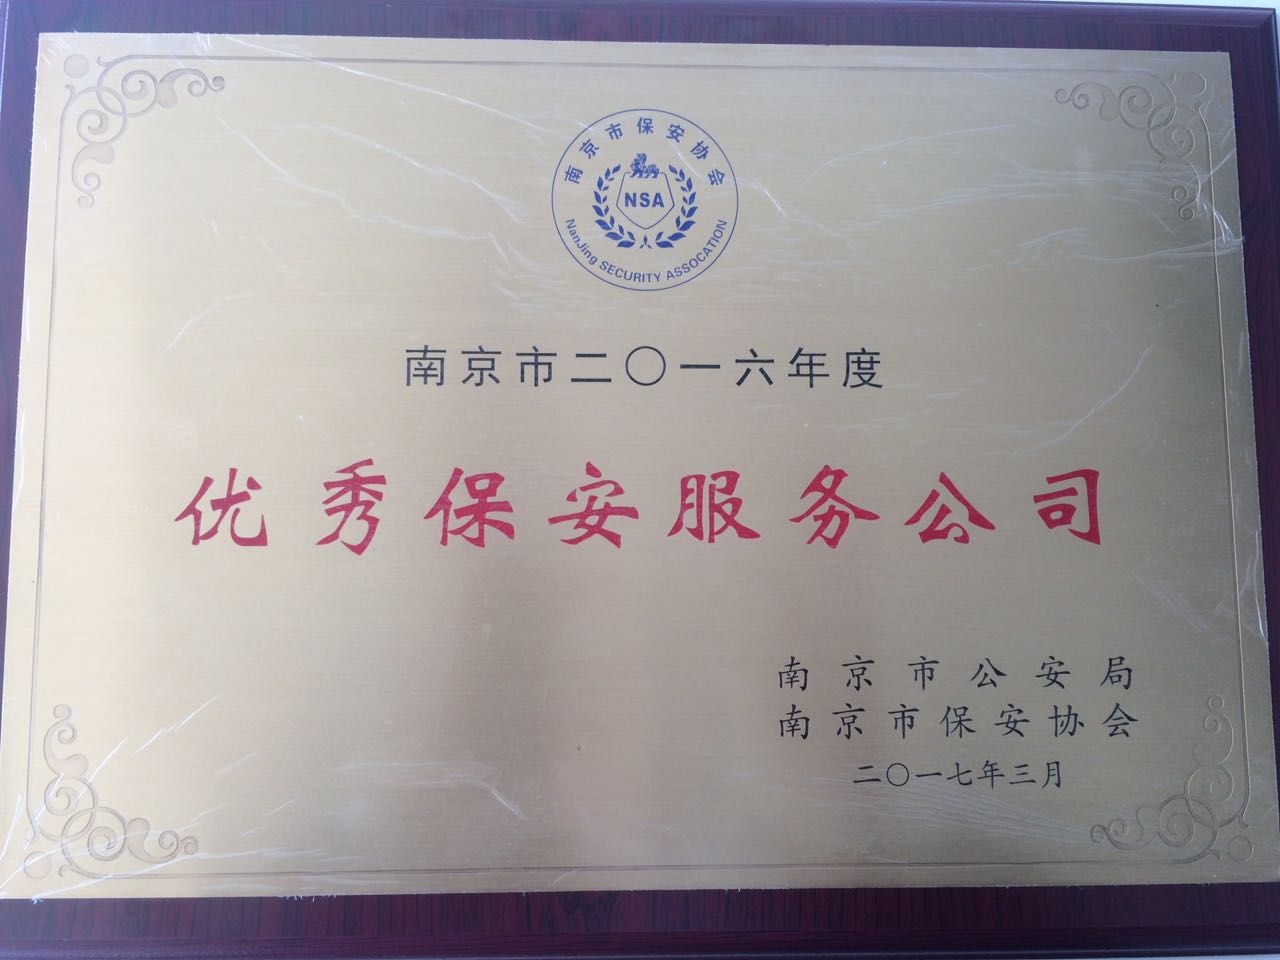 南京市保安协会
NSA
NanJing SECURITY ASSOCATION
南京市二〇一六年度
优秀保安服务公司
南京市公安局
南京市保安协会
二〇一七年三月